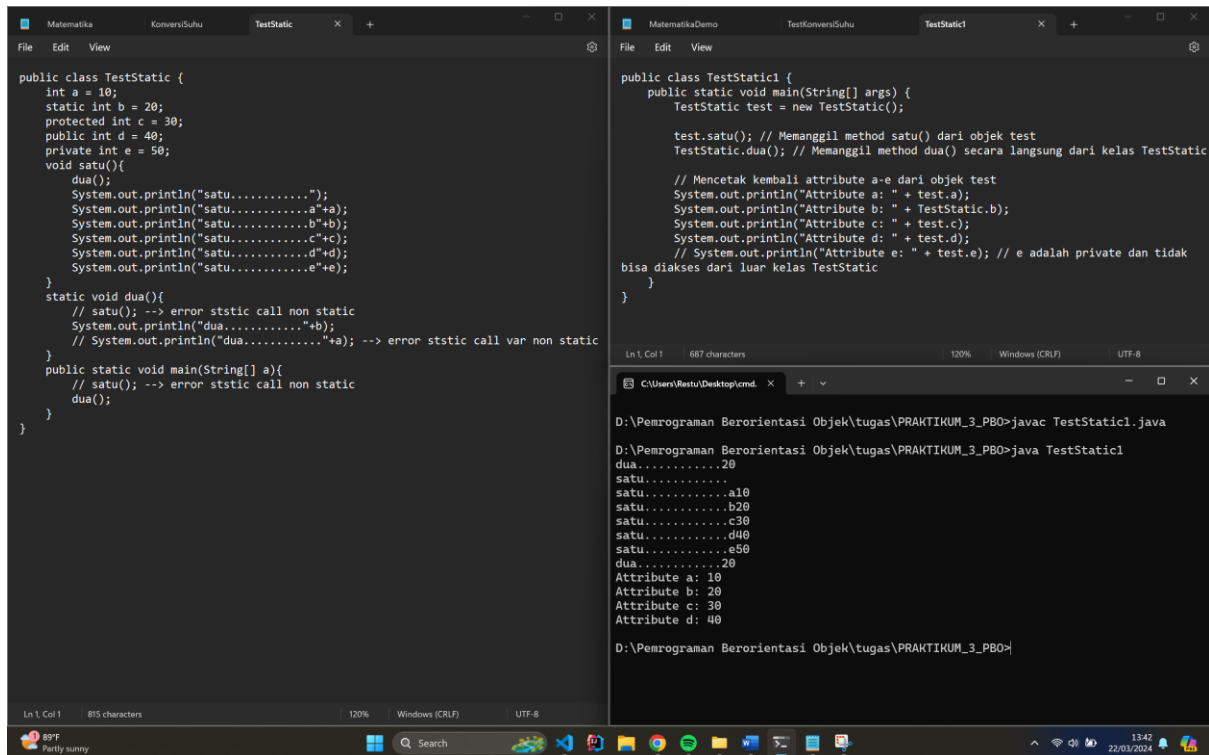 Matematika KonversiSuhu TestStatic × +
File Edit View
public class TestStatic {
int a = 10;
static int b = 20;
protected int c = 30;
public int d = 40;
private int e = 50;
void satu(){
dua();
System.out.println("satu............");
System.out.println("satu............a"+a);
System.out.println("satu............b"+b);
System.out.println("satu............c"+c);
System.out.println("satu............d"+d);
System.out.println("satu............e"+e);
}
static void dua(){
// satu(); --> error ststic call non static
System.out.println("dua............"+b);
// System.out.println("dua............"+a); --> error ststic call var non static
}
public static void main(String[] a){
// satu(); --> error ststic call non static
dua();
}
}
Ln 1, Col 1 815 characters 120% Windows (CRLF) UTF-8
MatematikaDemo TestKonversiSuhu TestStatic1 × +
File Edit View
public class TestStatic1 {
public static void main(String[] args) {
TestStatic test = new TestStatic();
test.satu(); // Memanggil method satu() dari objek test
TestStatic.dua(); // Memanggil method dua() secara langsung dari kelas TestStatic
// Mencetak kembali attribute a-e dari objek test
System.out.println("Attribute a: " + test.a);
System.out.println("Attribute b: " + TestStatic.b);
System.out.println("Attribute c: " + test.c);
System.out.println("Attribute d: " + test.d);
// System.out.println("Attribute e: " + test.e); // e adalah private dan tidak
bisa diakses dari luar kelas TestStatic
}
}
Ln 1, Col 1 687 characters 120% Windows (CRLF) UTF-8
C:\Users\Restu\Desktop\cmd. × +
D:\Pemrograman Berorientasi Objek\tugas\PRAKTIKUM_3_PBO>javac TestStatic1.java
D:\Pemrograman Berorientasi Objek\tugas\PRAKTIKUM_3_PBO>java TestStatic1
dua............20
satu............
satu............a10
satu............b20
satu............c30
satu............d40
satu............e50
dua............20
Attribute a: 10
Attribute b: 20
Attribute c: 30
Attribute d: 40
D:\Pemrograman Berorientasi Objek\tugas\PRAKTIKUM_3_PBO>
1 89°F
Partly sunny
Search
13:42
22/03/2024